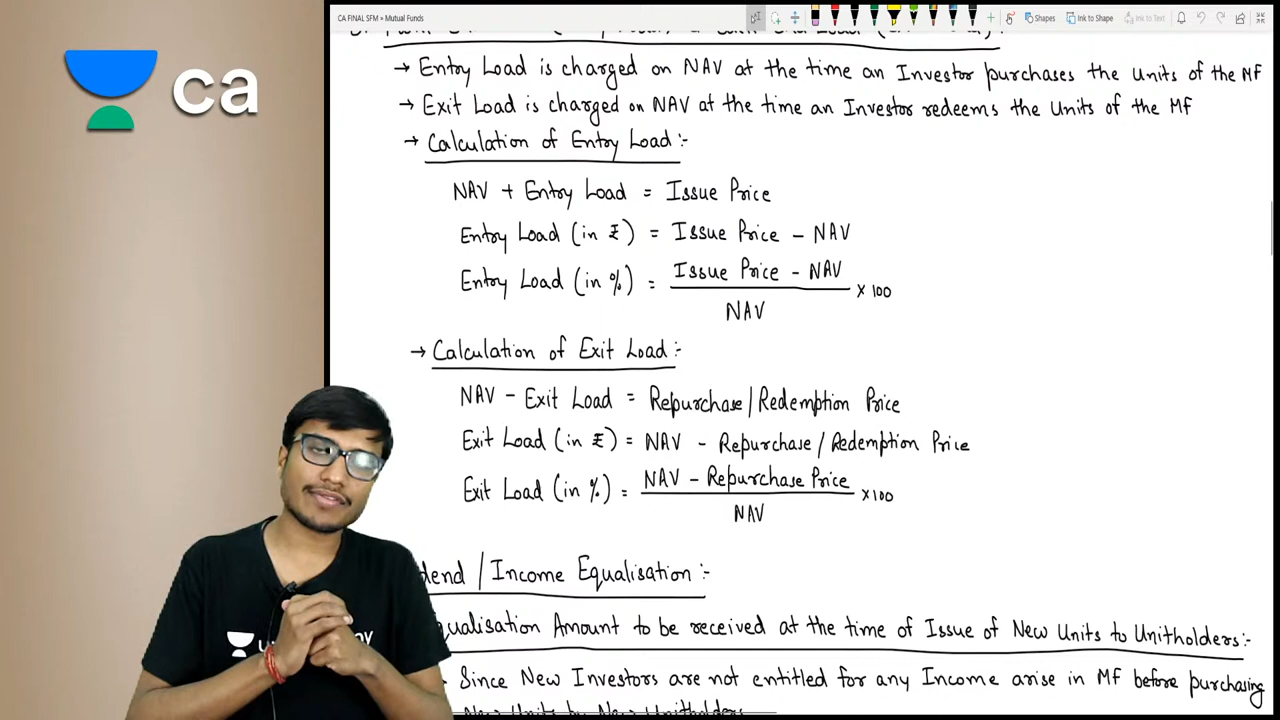 CA FINAL SFM » Mutual Funds
Shapes
Ink to Shape
Ink to Text
ca
→ Entry Load is charged on NAV at the time an Investor purchases the Units of the MF
→ Exit Load is charged on NAV at the time an Investor redeems the Units of the Mf
→ Calculation of Entry Load :-
NAV + Entry Load = Issue Price
Entry Load (in ₹) = Issue Price - NAV
Entry Load (in %) = Issue Price - NAV
x 100
NAV
→ Calculation of Exit Load :-
NAV - Exit Load = Repurchase/Redemption Price
Exit Load (in ₹) = NAV - Repurchase/Redemption Price
Exit Load (in %) = NAV - Repurchase Price
x100
NAV
dend / Income Equalisation :-
qualisation Amount to be received at the time of Issue of New Units to Unitholders:-
Since New Investors are not entitled for any Income arise in MF before purchasing
New Units by New Unitholders